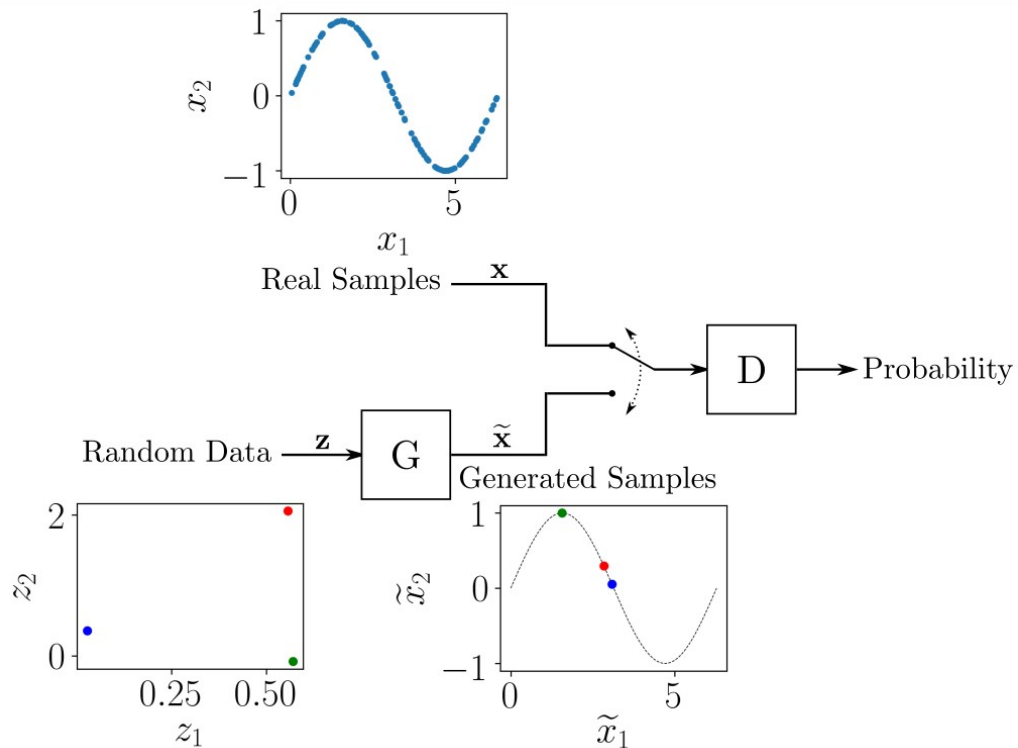 1
0
−1
x₂
0 5
x₁
Real Samples
x
D
Probability
Random Data
z
G
x̃
Generated Samples
2
0
z₂
0.25 0.50
z₁
1
0
−1
x̃₂
0 5
x̃₁